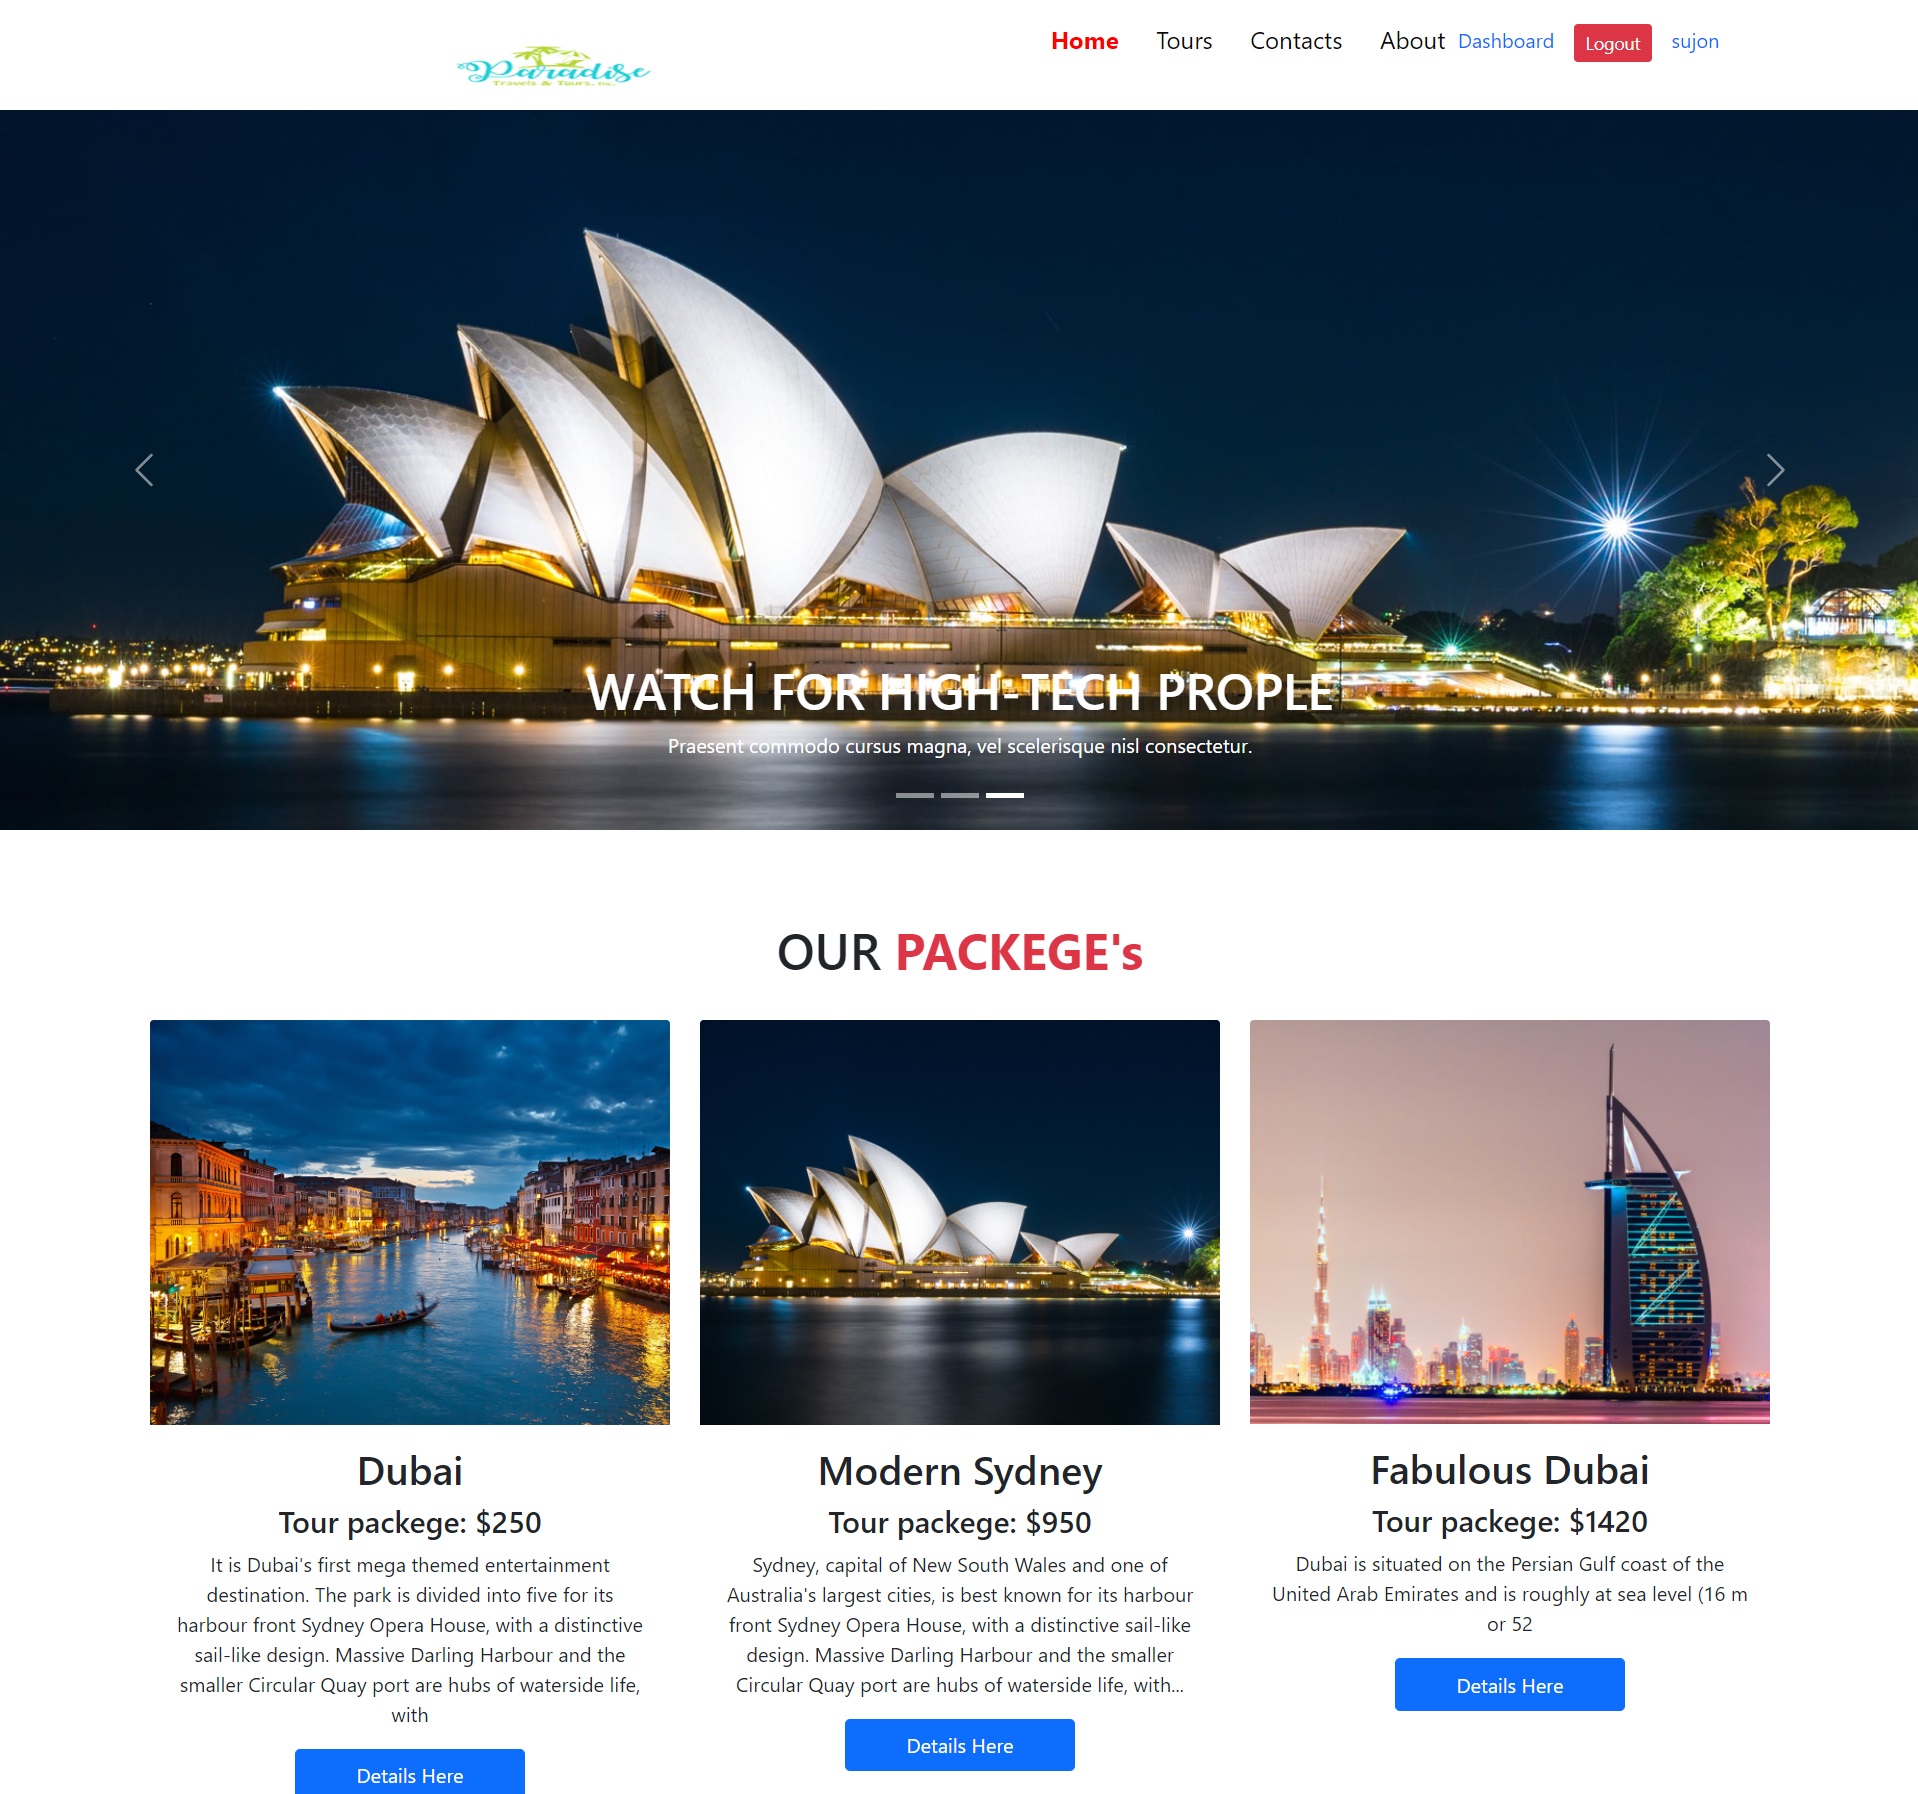 Paradise
Travels & Tours, Inc.
Home Tours Contacts About Dashboard Logout sujon
WATCH FOR HIGH-TECH PROPLE
Praesent commodo cursus magna, vel scelerisque nisl consectetur.
OUR PACKEGE's
Dubai
Tour packege: $250
It is Dubai's first mega themed entertainment
destination. The park is divided into five for its
harbour front Sydney Opera House, with a distinctive
sail-like design. Massive Darling Harbour and the
smaller Circular Quay port are hubs of waterside life,
with
Details Here
Modern Sydney
Tour packege: $950
Sydney, capital of New South Wales and one of
Australia's largest cities, is best known for its harbour
front Sydney Opera House, with a distinctive sail-like
design. Massive Darling Harbour and the smaller
Circular Quay port are hubs of waterside life, with...
Details Here
Fabulous Dubai
Tour packege: $1420
Dubai is situated on the Persian Gulf coast of the
United Arab Emirates and is roughly at sea level (16 m
or 52
Details Here